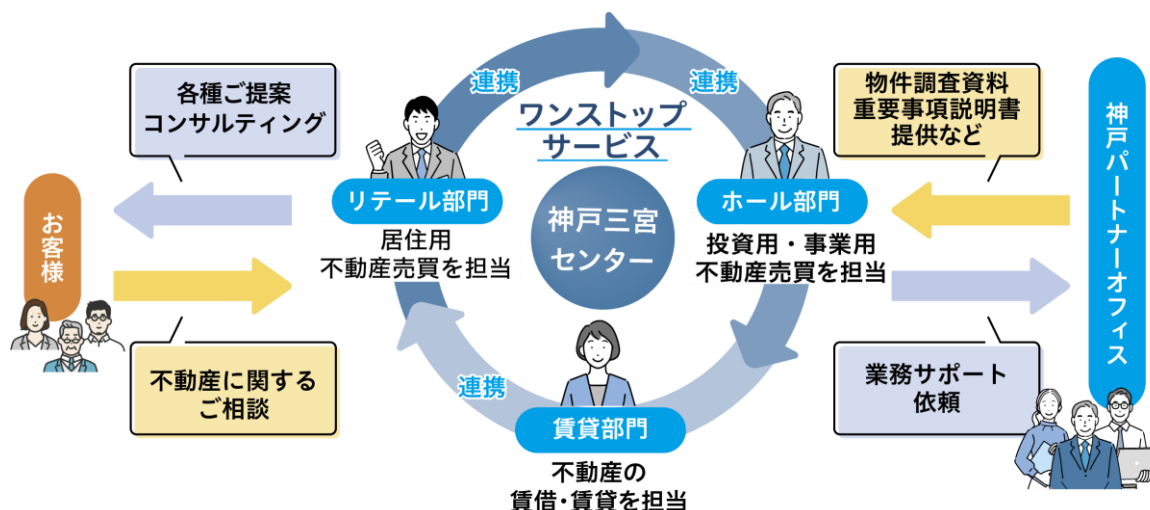 各種ご提案
コンサルティング
お客様
不動産に関する
ご相談
連携
連携
連携
ワンストップ
サービス
神戸三宮
センター
リテール部門
居住用
不動産売買を担当
ホール部門
投資用・事業用
不動産売買を担当
賃貸部門
不動産の
賃借・賃貸を担当
物件調査資料
重要事項説明書
提供など
業務サポート
依頼
神戸パートナーオフィス